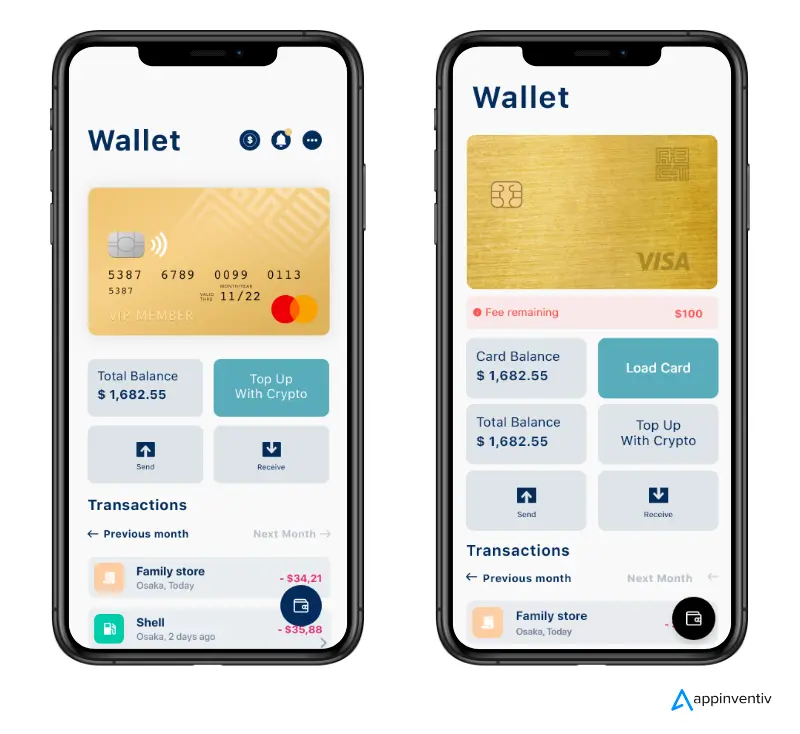 Wallet
5387 6789 0099 0113
5387
MONTH/YEAR
VALID
THRU
11/22
VIP MEMBER
Total Balance
$ 1,682.55
Top Up
With Crypto
Send
Receive
Transactions
Previous month
Next Month
Family store
Osaka, Today
- $34,21
Shell
Osaka, 2 days ago
- $35,88
Wallet
VISA
Fee remaining
$100
Card Balance
$ 1,682.55
Load Card
Total Balance
$ 1,682.55
Top Up
With Crypto
Send
Receive
Transactions
Previous month
Next Month
Family store
Osaka, Today
-
appinventiv